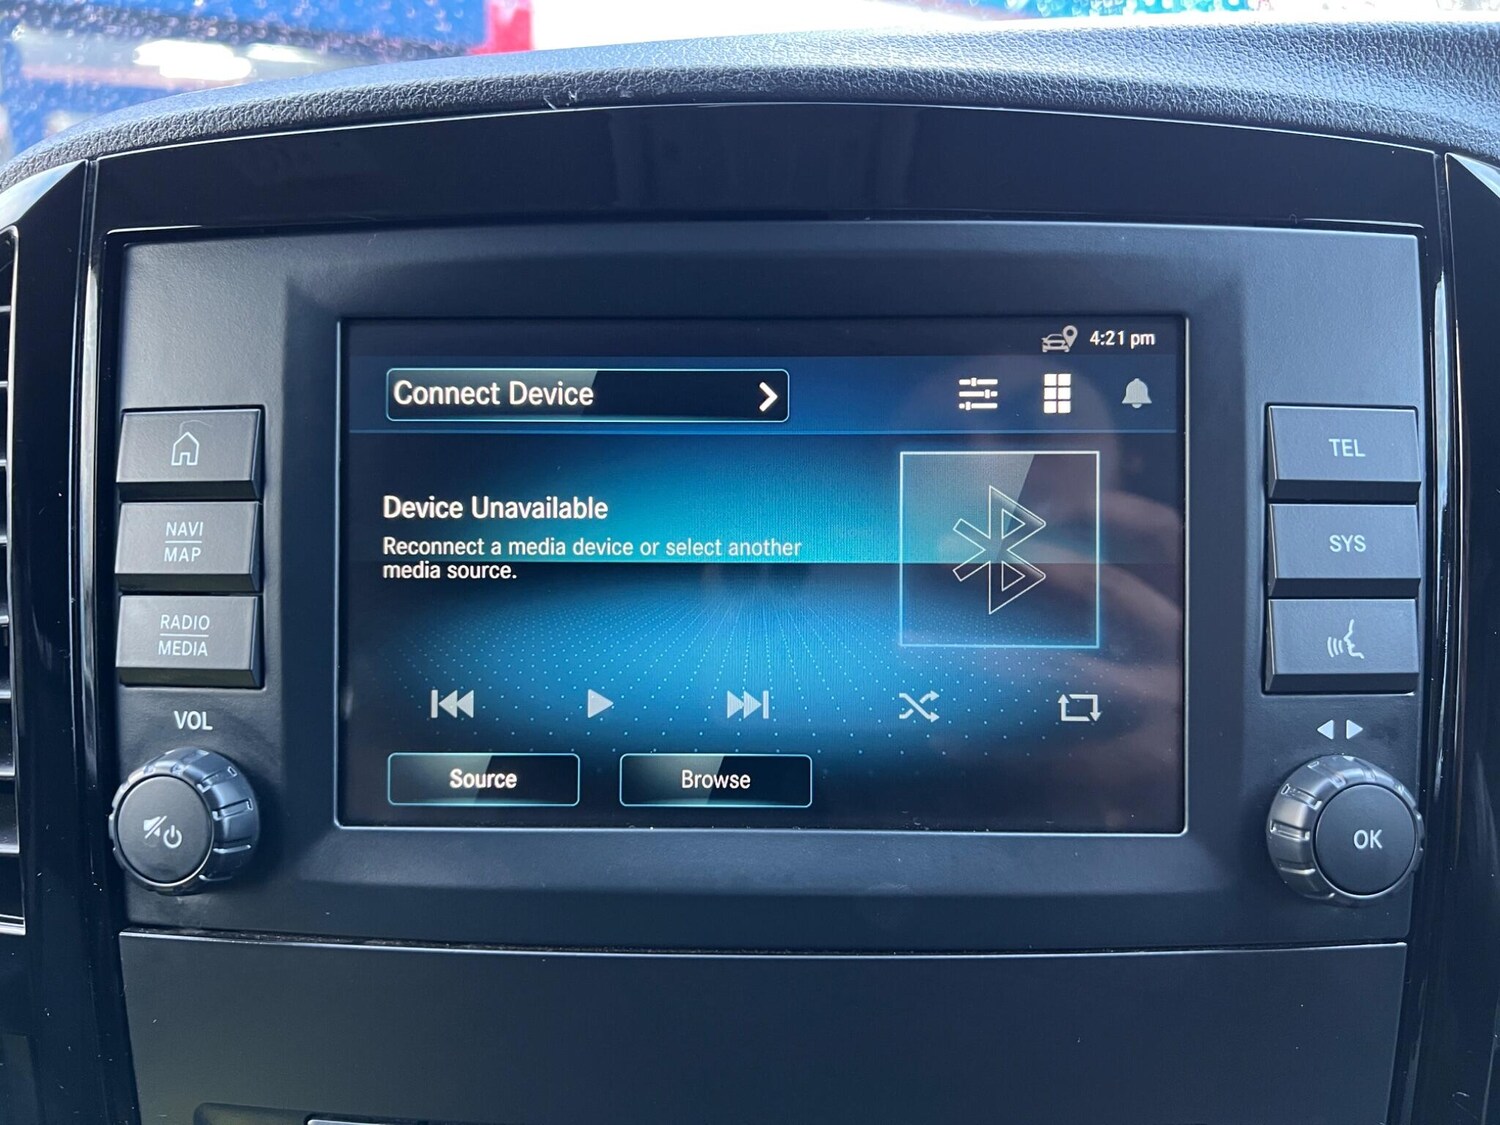 4:21 pm
Connect Device
Device Unavailable
Reconnect a media device or select another
media source.
Source
Browse
NAVI
MAP
RADIO
MEDIA
VOL
TEL
SYS
OK